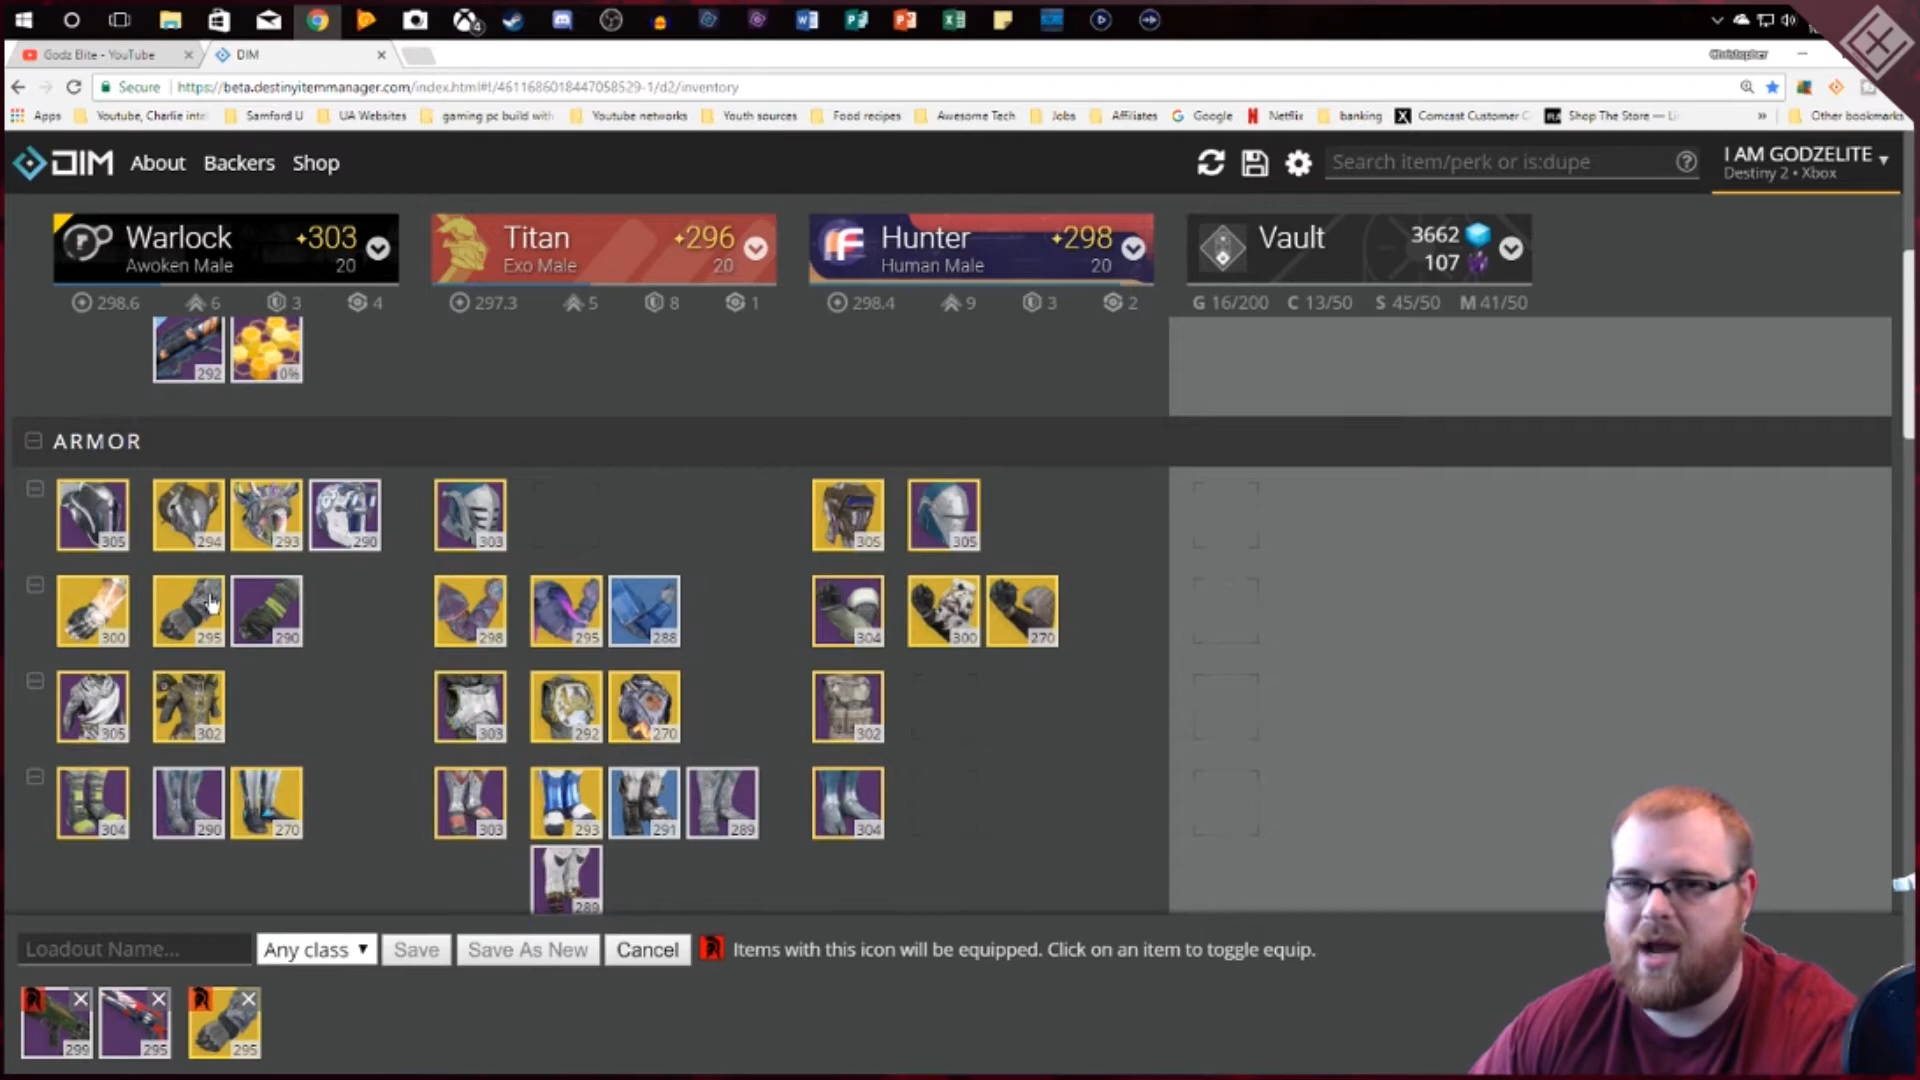 4
Godz Elite - YouTube
DIM
Christopher
Secure
https://beta.destinyitemmanager.com/index.html#!/4611686018447058529-1/d2/inventory
Apps
Youtube, Charlie inte
Samford U
UA Websites
gaming pc build with
Youtube networks
Youth sources
Food recipes
Awesome Tech
Jobs
Affiliates
Google
Netflix
banking
Comcast Customer C
Shop The Store — Li
»
Other bookmarks
DIM
About
Backers
Shop
Search item/perk or is:dupe
I AM GODZELITE
Destiny 2 • Xbox
Warlock
+303
Awoken Male
20
Titan
+296
Exo Male
20
Hunter
+298
Human Male
20
Vault
3662
107
298.6 6 3 4
297.3 5 8 1
298.4 9 3 2
G 16/200 C 13/50 S 45/50 M 41/50
292 0%
ARMOR
305 294 293 290 303 305 305
300 295 290 298 295 288 304 300 270
305 302 303 292 270 302
304 290 270 303 293 291 289 304
289
Loadout Name...
Any class
Save
Save As New
Cancel
Items with this icon will be equipped. Click on an item to toggle equip.
299 295 295